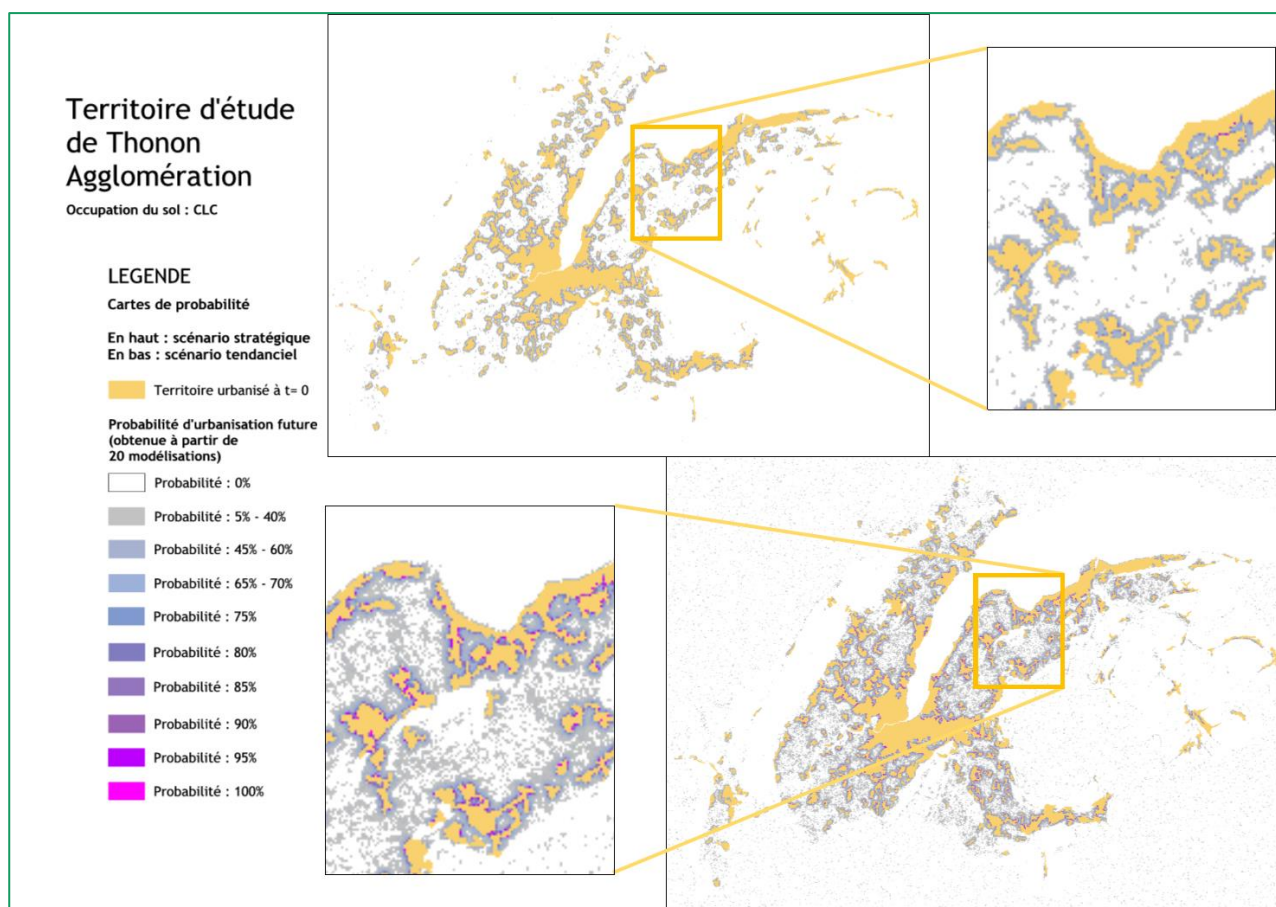 Territoire d'étude
de Thonon
Agglomération
Occupation du sol : CLC
LEGENDE
Cartes de probabilité
En haut : scénario stratégique
En bas : scénario tendanciel
Territoire urbanisé à t= 0
Probabilité d'urbanisation future
(obtenue à partir de
20 modélisations)
Probabilité : 0%
Probabilité : 5% - 40%
Probabilité : 45% - 60%
Probabilité : 65% - 70%
Probabilité : 75%
Probabilité : 80%
Probabilité : 85%
Probabilité : 90%
Probabilité : 95%
Probabilité : 100%